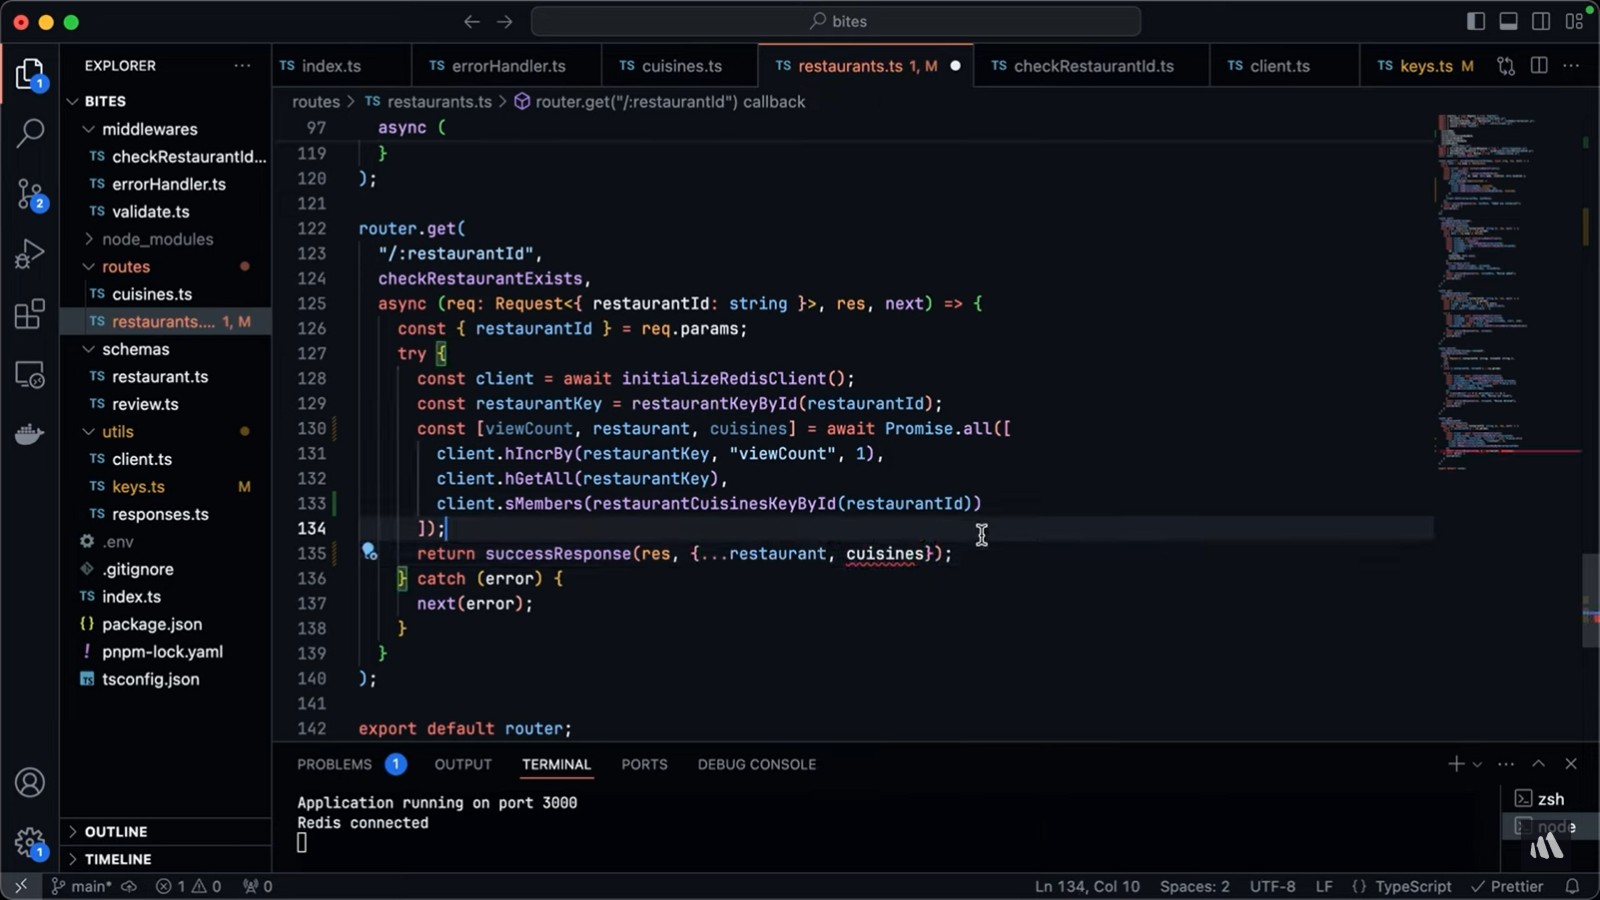 bites
EXPLORER ...
TS index.ts
TS errorHandler.ts
TS cuisines.ts
TS restaurants.ts 1, M
TS checkRestaurantId.ts
TS client.ts
TS keys.ts M
1
BITES
routes > TS restaurants.ts > router.get("/:restaurantId") callback
middlewares
TS checkRestaurantId...
TS errorHandler.ts
TS validate.ts
node_modules
routes
TS cuisines.ts
TS restaurants.... 1, M
schemas
TS restaurant.ts
TS review.ts
utils
TS client.ts
TS keys.ts M
TS responses.ts
.env
.gitignore
TS index.ts
{} package.json
! pnpm-lock.yaml
TS tsconfig.json
OUTLINE
TIMELINE
2
1
97 async (
119 }
120 );
121
122 router.get(
123 "/:restaurantId",
124 checkRestaurantExists,
125 async (req: Request<{ restaurantId: string }>, res, next) => {
126 const { restaurantId } = req.params;
127 try {
128 const client = await initializeRedisClient();
129 const restaurantKey = restaurantKeyById(restaurantId);
130 const [viewCount, restaurant, cuisines] = await Promise.all([
131 client.hIncrBy(restaurantKey, "viewCount", 1),
132 client.hGetAll(restaurantKey),
133 client.sMembers(restaurantCuisinesKeyById(restaurantId))
134 ]);
135 return successResponse(res, {...restaurant, cuisines});
136 } catch (error) {
137 next(error);
138 }
139 }
140 );
141
142 export default router;
PROBLEMS 1 OUTPUT TERMINAL PORTS DEBUG CONSOLE
Application running on port 3000
Redis connected
zsh
node
main* 1 0 0
Ln 134, Col 10 Spaces: 2 UTF-8 LF {} TypeScript Prettier